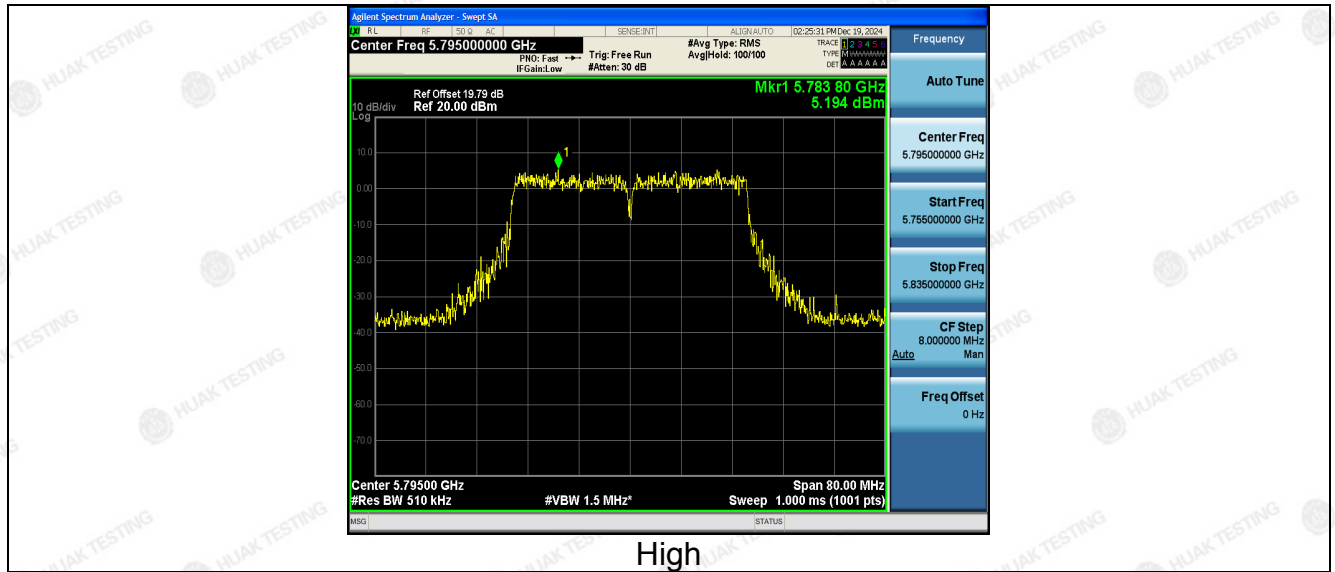 Agilent Spectrum Analyzer - Swept SA
RL RF 50 Ω AC SENSE:INT ALIGN AUTO 02:25:31 PM Dec 19, 2024
Center Freq 5.795000000 GHz
PNO: Fast
IFGain:Low
Trig: Free Run
#Atten: 30 dB
#Avg Type: RMS
Avg|Hold: 100/100
TRACE 1 2 3 4 5 6
TYPE M W W W W W
DET A A A A A A
Ref Offset 19.79 dB
Ref 20.00 dBm
10 dB/div
Log
Mkr1 5.783 80 GHz
5.194 dBm
1
10.0
0.00
-10.0
-20.0
-30.0
-40.0
-50.0
-60.0
-70.0
Center 5.79500 GHz
Span 80.00 MHz
#Res BW 510 kHz
#VBW 1.5 MHz*
Sweep 1.000 ms (1001 pts)
MSG
STATUS
Frequency
Auto Tune
Center Freq
5.795000000 GHz
Start Freq
5.755000000 GHz
Stop Freq
5.835000000 GHz
CF Step
8.000000 MHz
Auto Man
Freq Offset
0 Hz
High
HUAK TESTING